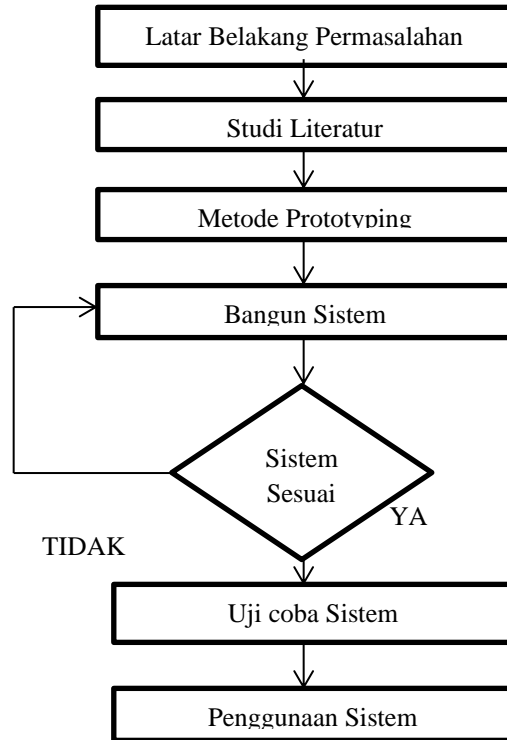 Latar Belakang Permasalahan
Studi Literatur
Metode Prototyping
Bangun Sistem
Sistem
Sesuai
YA
TIDAK
Uji coba Sistem
Penggunaan Sistem